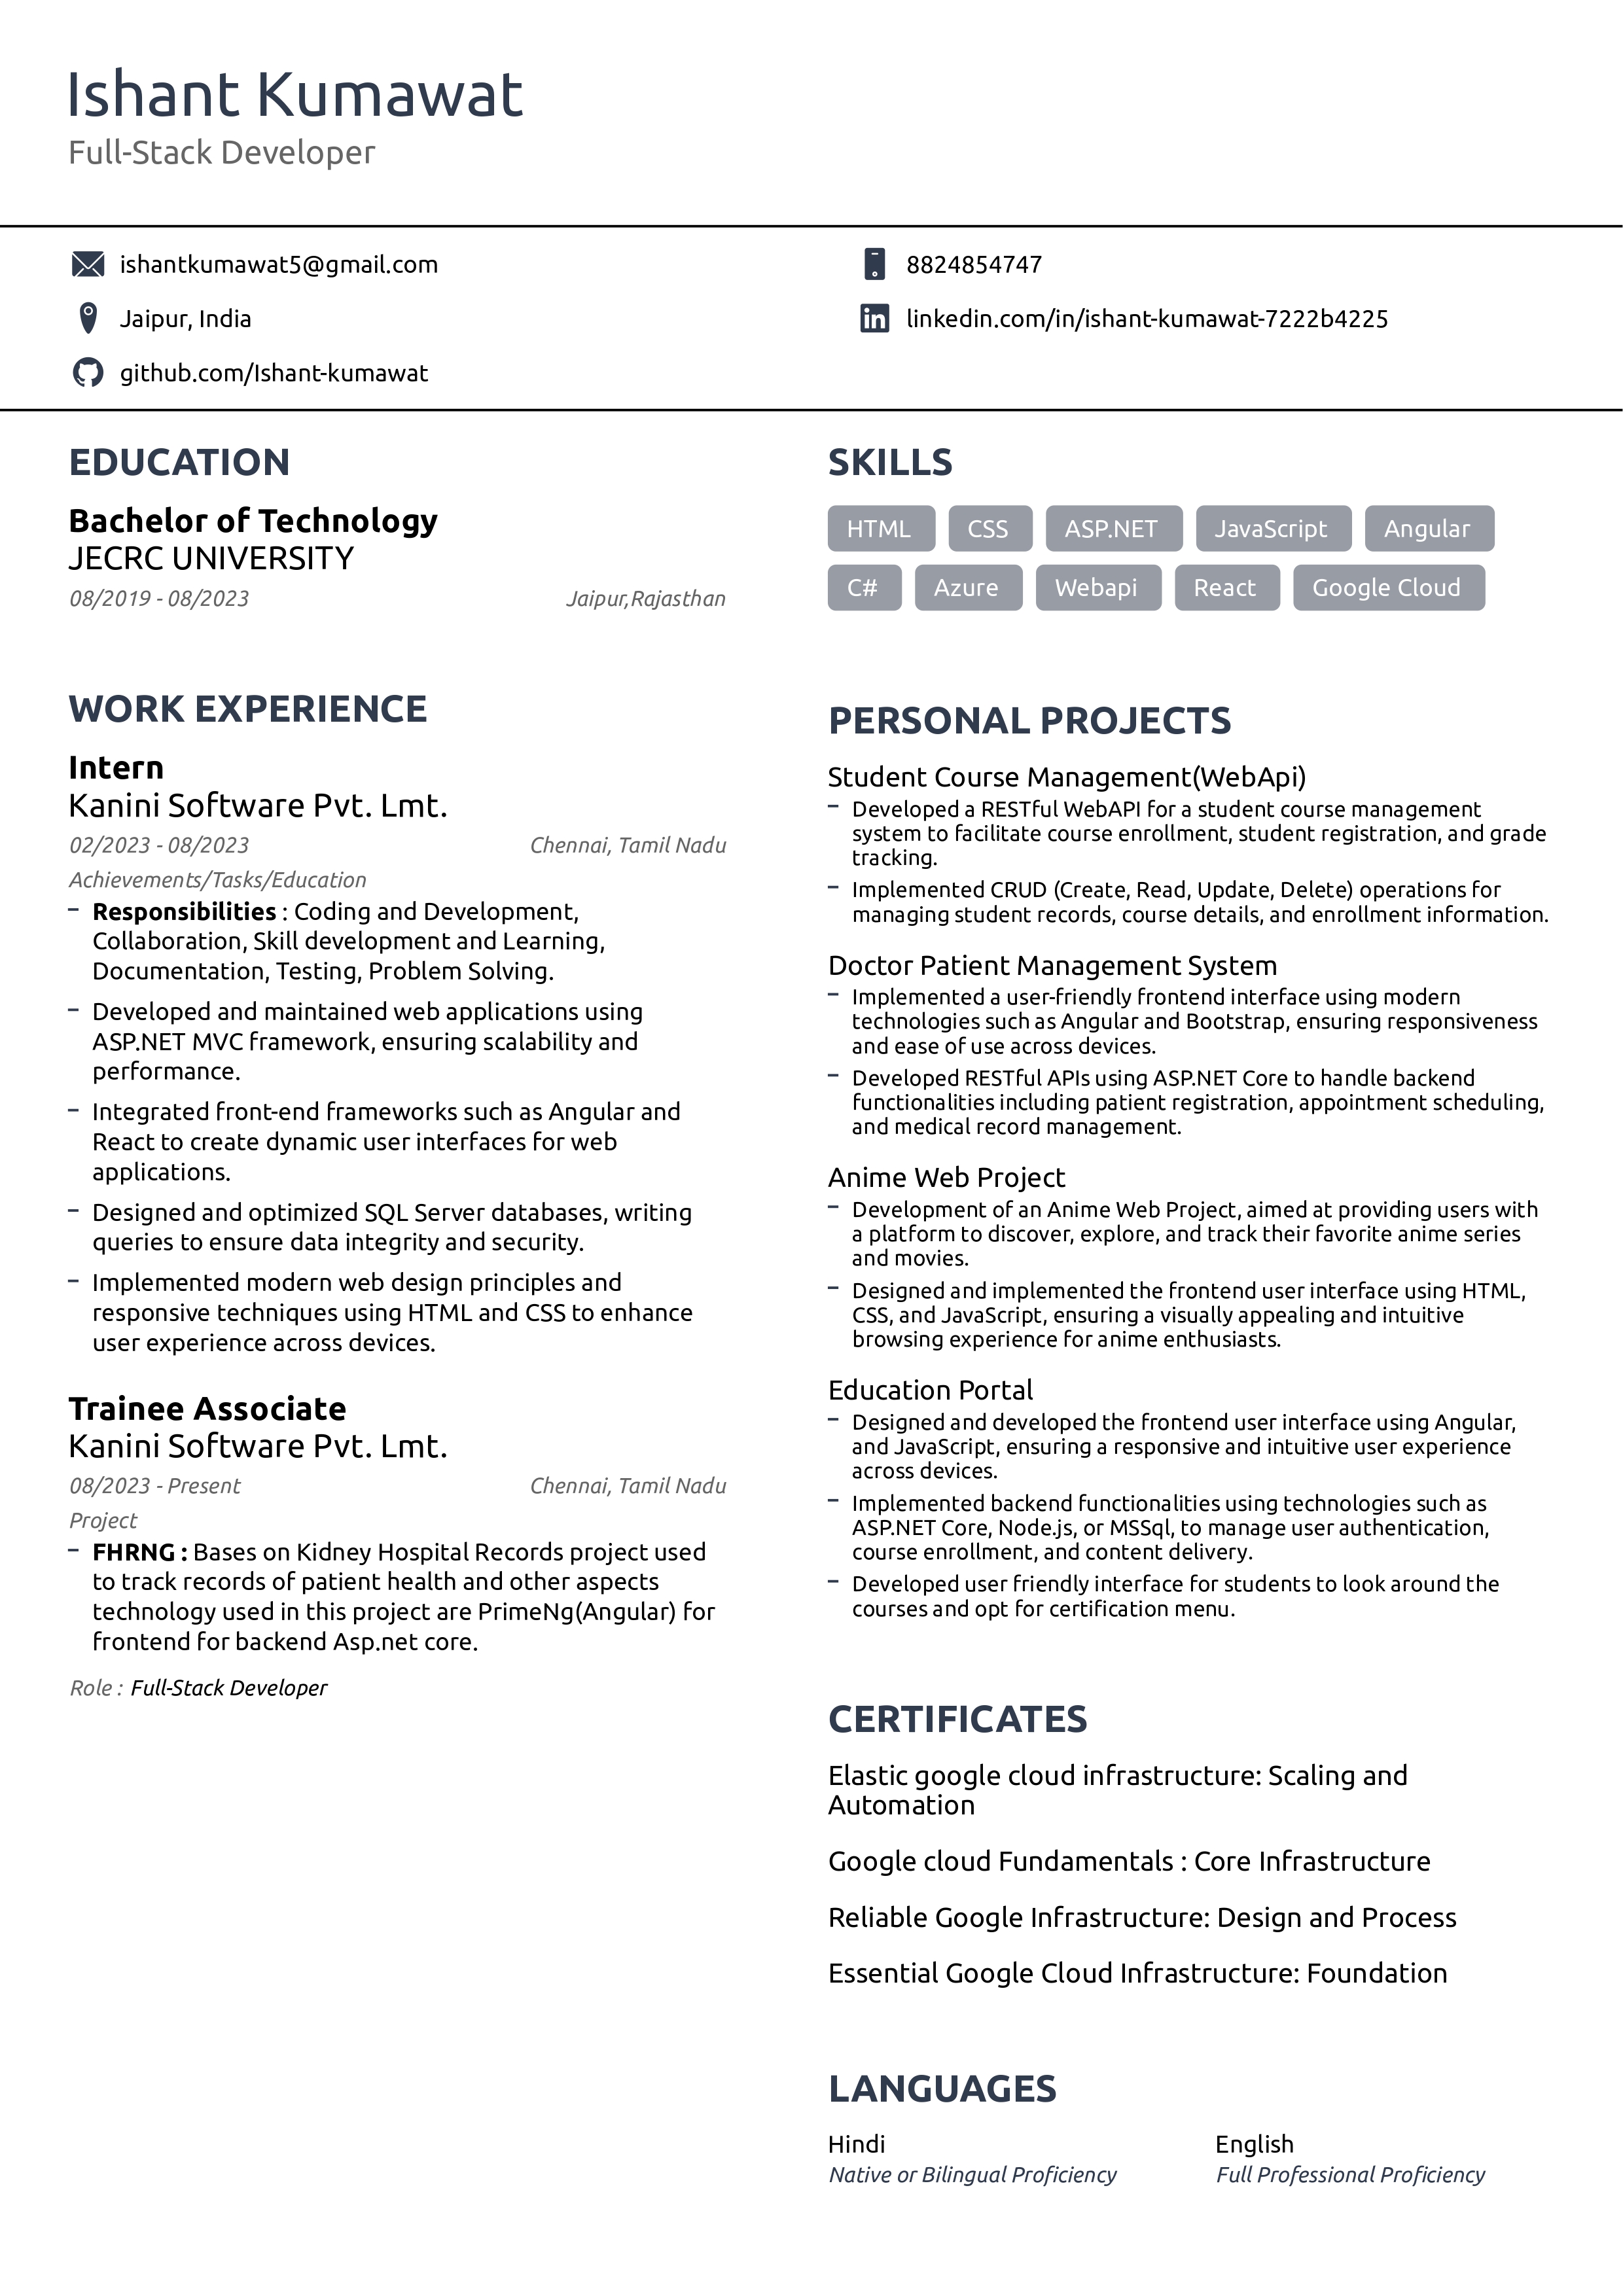 Ishant Kumawat
Full-Stack Developer
ishantkumawat5@gmail.com
8824854747
Jaipur, India
linkedin.com/in/ishant-kumawat-7222b4225
github.com/Ishant-kumawat
EDUCATION
Bachelor of Technology
JECRC UNIVERSITY
08/2019 - 08/2023
Jaipur,Rajasthan
WORK EXPERIENCE
Intern
Kanini Software Pvt. Lmt.
02/2023 - 08/2023
Chennai, Tamil Nadu
Achievements/Tasks/Education
– Responsibilities : Coding and Development,
Collaboration, Skill development and Learning,
Documentation, Testing, Problem Solving.
– Developed and maintained web applications using
ASP.NET MVC framework, ensuring scalability and
performance.
– Integrated front-end frameworks such as Angular and
React to create dynamic user interfaces for web
applications.
– Designed and optimized SQL Server databases, writing
queries to ensure data integrity and security.
– Implemented modern web design principles and
responsive techniques using HTML and CSS to enhance
user experience across devices.
Trainee Associate
Kanini Software Pvt. Lmt.
08/2023 - Present
Chennai, Tamil Nadu
Project
– FHRNG : Bases on Kidney Hospital Records project used
to track records of patient health and other aspects
technology used in this project are PrimeNg(Angular) for
frontend for backend Asp.net core.
Role : Full-Stack Developer
SKILLS
HTML
CSS
ASP.NET
JavaScript
Angular
C#
Azure
Webapi
React
Google Cloud
PERSONAL PROJECTS
Student Course Management(WebApi)
– Developed a RESTful WebAPI for a student course management
system to facilitate course enrollment, student registration, and grade
tracking.
– Implemented CRUD (Create, Read, Update, Delete) operations for
managing student records, course details, and enrollment information.
Doctor Patient Management System
– Implemented a user-friendly frontend interface using modern
technologies such as Angular and Bootstrap, ensuring responsiveness
and ease of use across devices.
– Developed RESTful APIs using ASP.NET Core to handle backend
functionalities including patient registration, appointment scheduling,
and medical record management.
Anime Web Project
– Development of an Anime Web Project, aimed at providing users with
a platform to discover, explore, and track their favorite anime series
and movies.
– Designed and implemented the frontend user interface using HTML,
CSS, and JavaScript, ensuring a visually appealing and intuitive
browsing experience for anime enthusiasts.
Education Portal
– Designed and developed the frontend user interface using Angular,
and JavaScript, ensuring a responsive and intuitive user experience
across devices.
– Implemented backend functionalities using technologies such as
ASP.NET Core, Node.js, or MSSql, to manage user authentication,
course enrollment, and content delivery.
– Developed user friendly interface for students to look around the
courses and opt for certification menu.
CERTIFICATES
Elastic google cloud infrastructure: Scaling and
Automation
Google cloud Fundamentals : Core Infrastructure
Reliable Google Infrastructure: Design and Process
Essential Google Cloud Infrastructure: Foundation
LANGUAGES
Hindi
Native or Bilingual Proficiency
English
Full Professional Proficiency